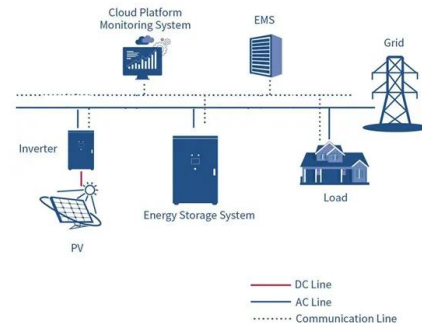 Cloud Platform
Monitoring System
EMS
Grid
Inverter
Energy Storage System
Load
PV
DC Line
AC Line
Communication Line